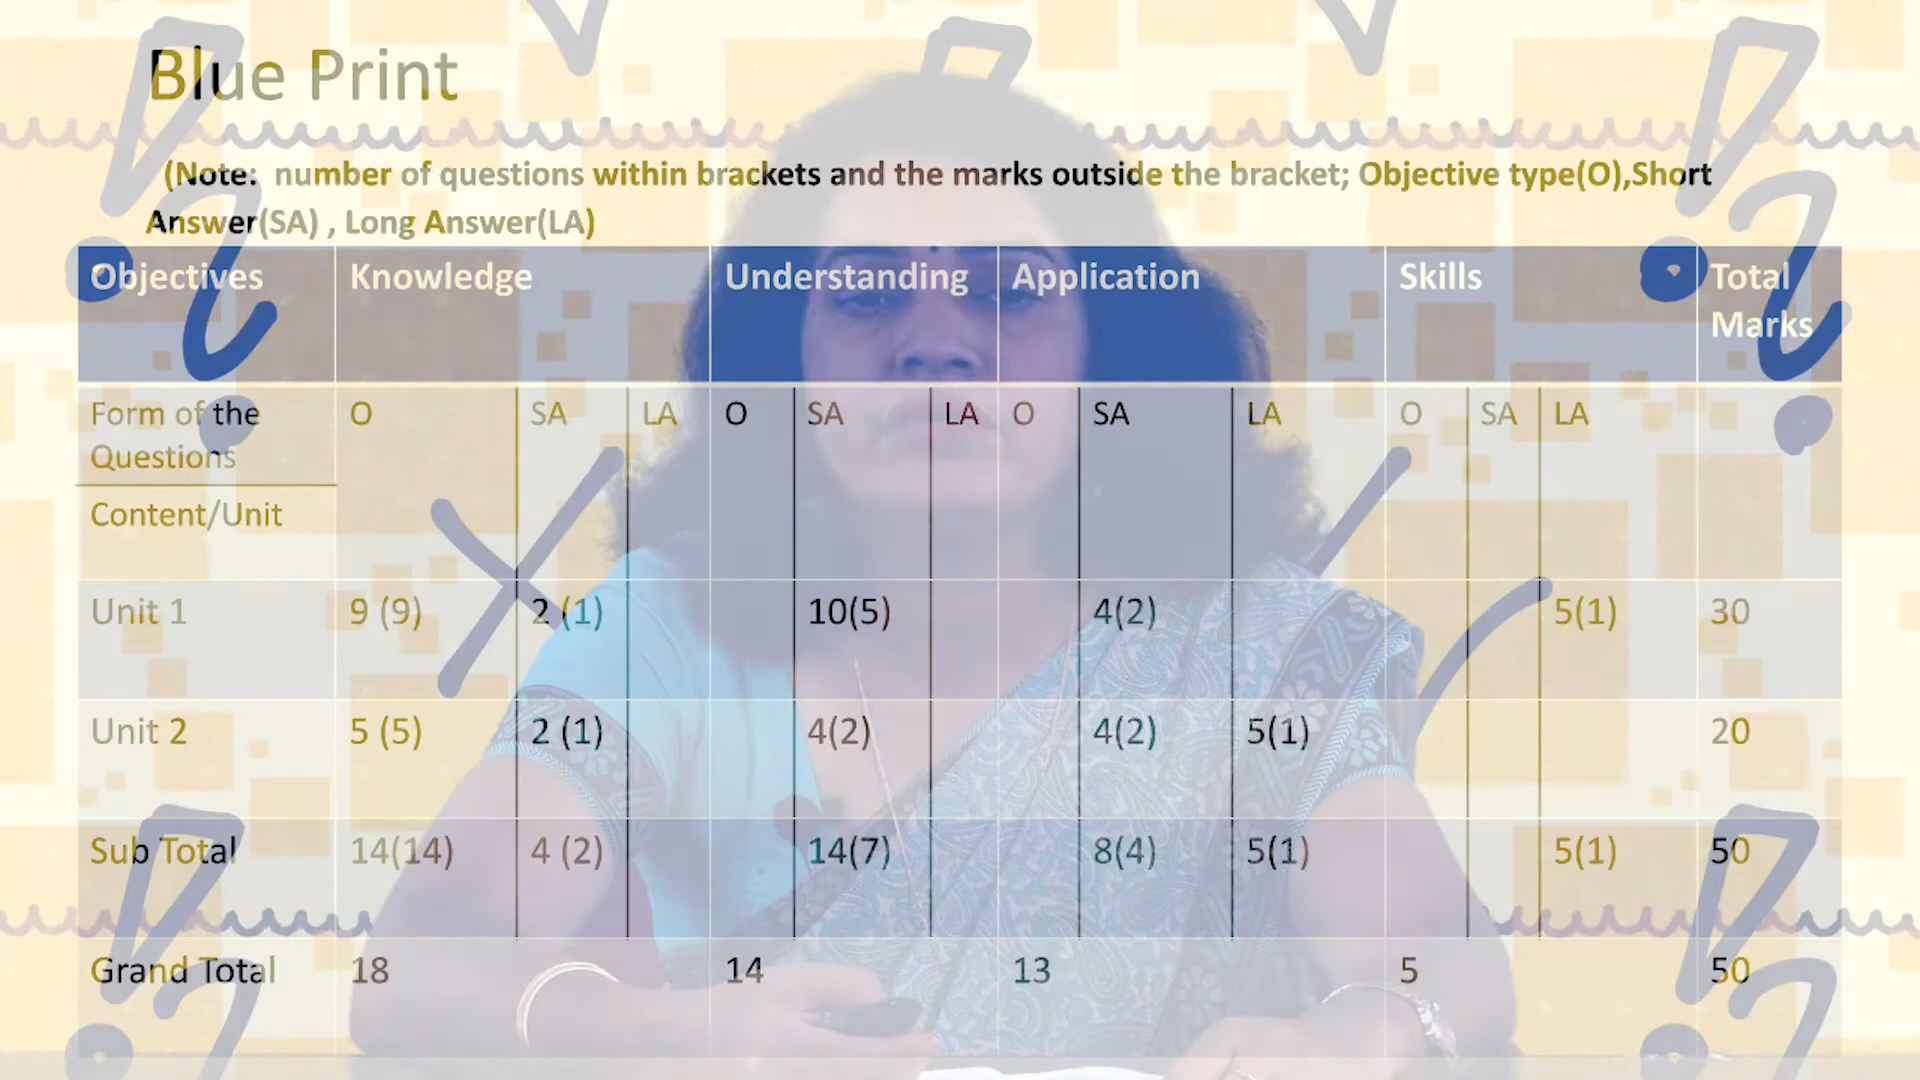 Blue Print
(Note: number of questions within brackets and the marks outside the bracket; Objective type(O),Short
Answer(SA) , Long Answer(LA)
Objectives Knowledge Understanding Application Skills Total
Marks
Form of the O SA LA O SA LA O SA LA O SA LA
Questions
Content/Unit
Unit 1 9 (9) 2 (1) 10(5) 4(2) 5(1) 30
Unit 2 5 (5) 2 (1) 4(2) 4(2) 5(1) 20
Sub Total 14(14) 4 (2) 14(7) 8(4) 5(1) 5(1) 50
Grand Total 18 14 13 5 50